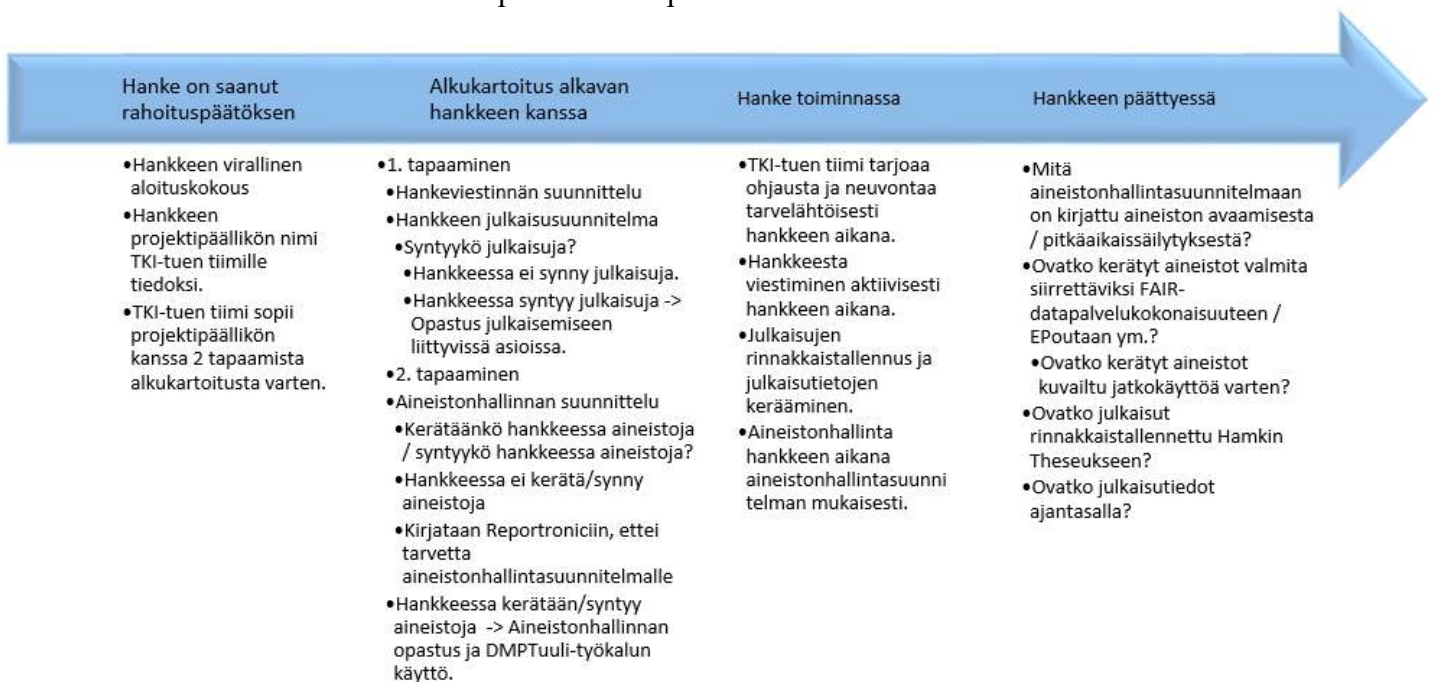 Hanke on saanut
rahoituspäätöksen
Alkukartoitus alkavan
hankkeen kanssa
Hanke toiminnassa
Hankkeen päättyessä
•Hankkeen virallinen
aloituskokous
•Hankkeen
projektipäällikön nimi
TKI-tuen tiimille
tiedoksi.
•TKI-tuen tiimi sopii
projektipäällikön
kanssa 2 tapaamista
alkukartoitusta varten.
•1. tapaaminen
•Hankeviestinnän suunnittelu
•Hankkeen julkaisusuunnitelma
•Syntyykö julkaisuja?
•Hankkeessa ei synny julkaisuja.
•Hankkeessa syntyy julkaisuja ->
Opastus julkaisemiseen
liittyvissä asioissa.
•2. tapaaminen
•Aineistonhallinnan suunnittelu
•Kerätäänkö hankkeessa aineistoja
/ syntyykö hankkeessa aineistoja?
•Hankkeessa ei kerätä/synny
aineistoja
•Kirjataan Reportroniciin, ettei
tarvetta
aineistonhallintasuunnitelmalle
•Hankkeessa kerätään/syntyy
aineistoja -> Aineistonhallinnan
opastus ja DMPTuuli-työkalun
käyttö.
•TKI-tuen tiimi tarjoaa
ohjausta ja neuvontaa
tarvelähtöisesti
hankkeen aikana.
•Hankkeesta
viestiminen aktiivisesti
hankkeen aikana.
•Julkaisujen
rinnakkaistallennus ja
julkaisutietojen
kerääminen.
•Aineistonhallinta
hankkeen aikana
aineistonhallintasuunni
telman mukaisesti.
•Mitä
aineistonhallintasuunnitelmaan
on kirjattu aineiston avaamisesta
/ pitkäaikaissäilytyksestä?
•Ovatko kerätyt aineistot valmita
siirrettäviksi FAIR-
datapalvelukokonaisuuteen /
EPoutaan ym.?
•Ovatko kerätyt aineistot
kuvailtu jatkokäyttöä varten?
•Ovatko julkaisut
rinnakkaistallennettu Hamkin
Theseukseen?
•Ovatko julkaisutiedot
ajantasalla?